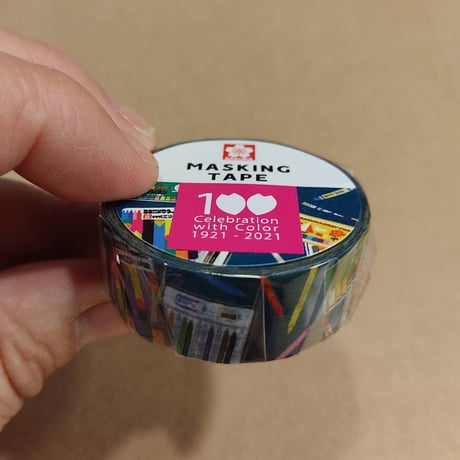 MASKING
TAPE
100
Celebration
with Color
1921 - 2021